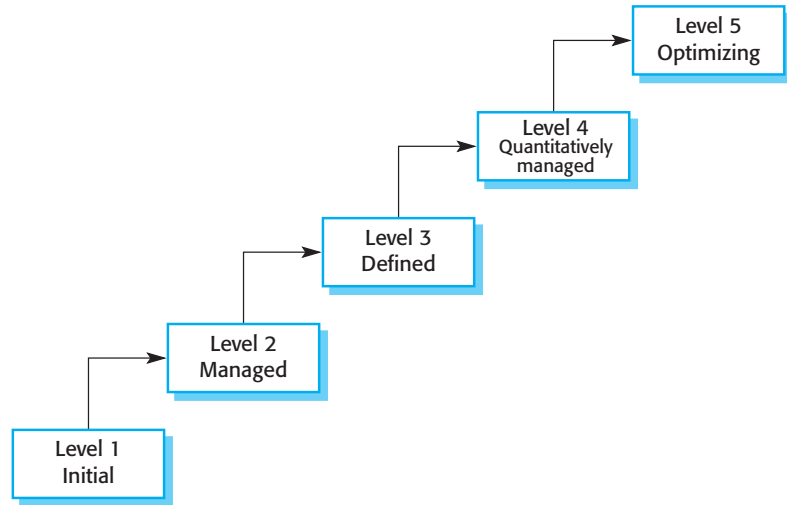 Level 5
Optimizing
Level 4
Quantitatively
managed
Level 3
Defined
Level 2
Managed
Level 1
Initial